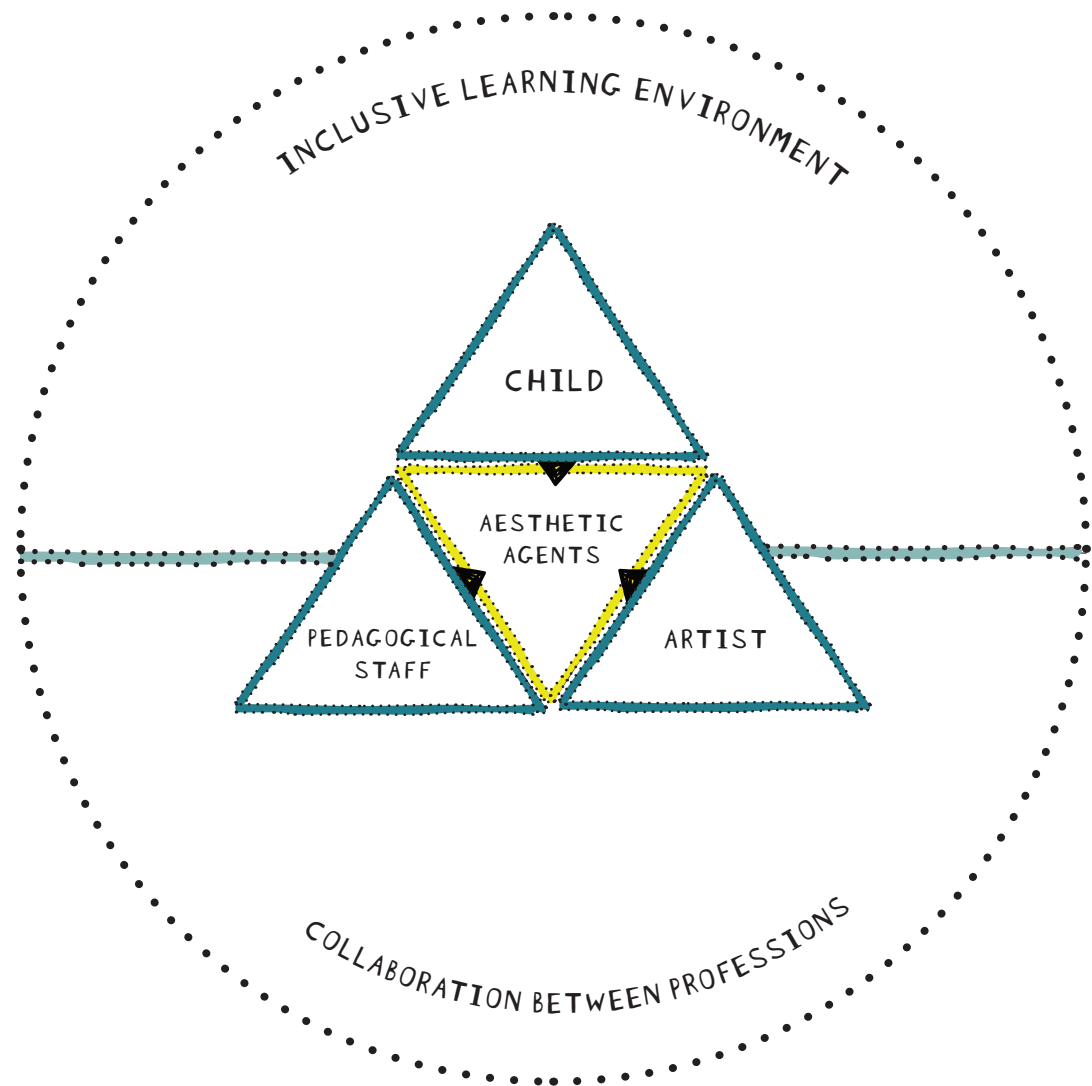 INCLUSIVE LEARNING ENVIRONMENT
CHILD
AESTHETIC
AGENTS
PEDAGOGICAL
STAFF
ARTIST
COLLABORATION BETWEEN PROFESSIONS